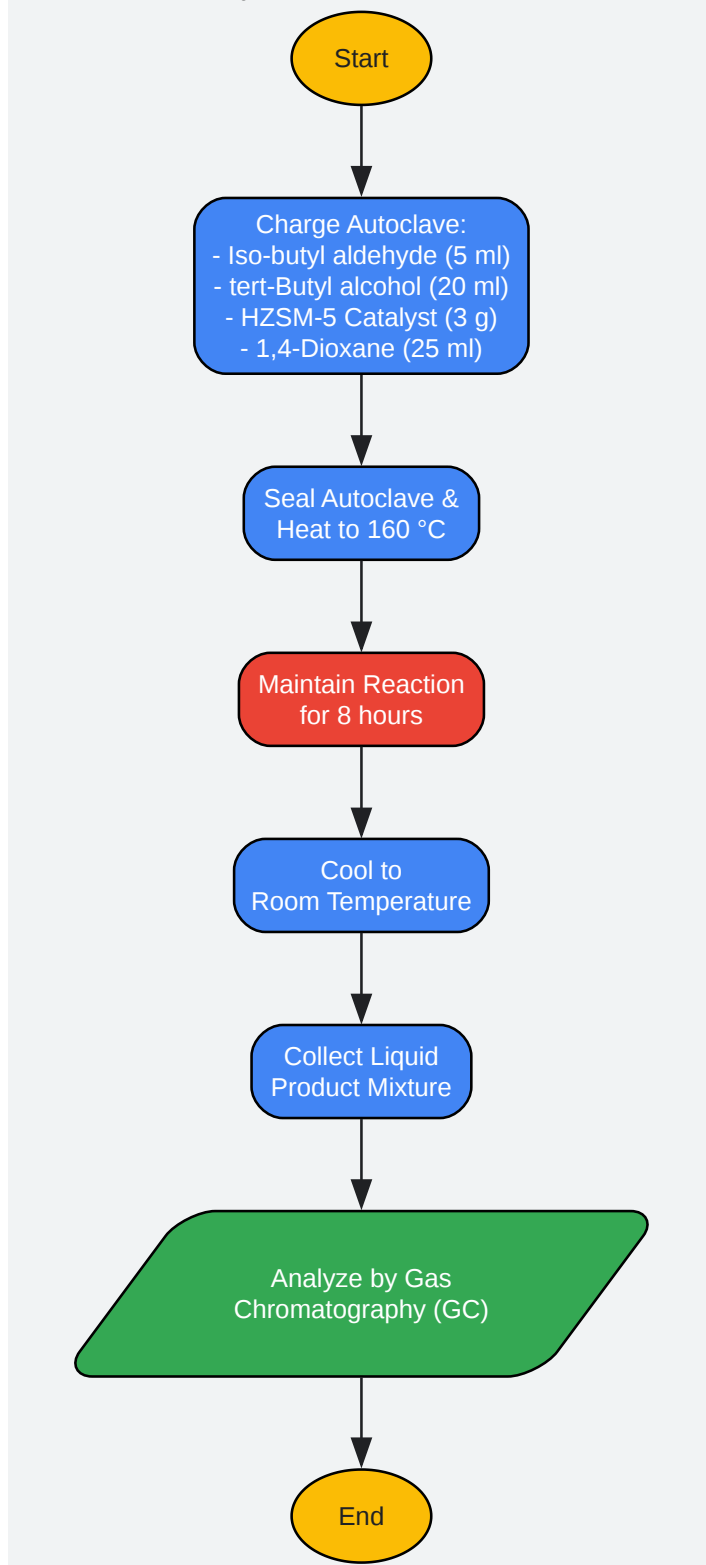 Start
Charge Autoclave:
- Iso-butyl aldehyde (5 ml)
- tert-Butyl alcohol (20 ml)
- HZSM-5 Catalyst (3 g)
- 1,4-Dioxane (25 ml)
Seal Autoclave &
Heat to 160 °C
Maintain Reaction
for 8 hours
Cool to
Room Temperature
Collect Liquid
Product Mixture
Analyze by Gas
Chromatography (GC)
End